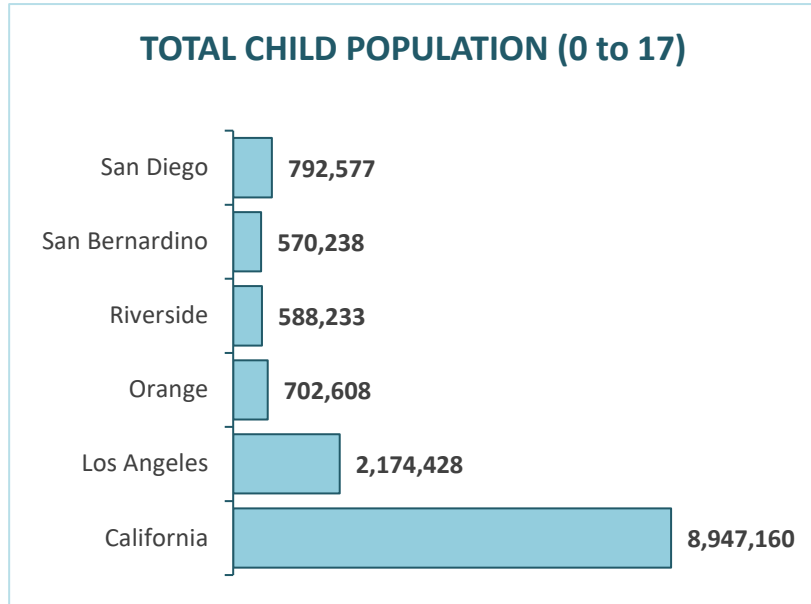 TOTAL CHILD POPULATION (0 to 17)
San Diego 792,577
San Bernardino 570,238
Riverside 588,233
Orange 702,608
Los Angeles 2,174,428
California 8,947,160